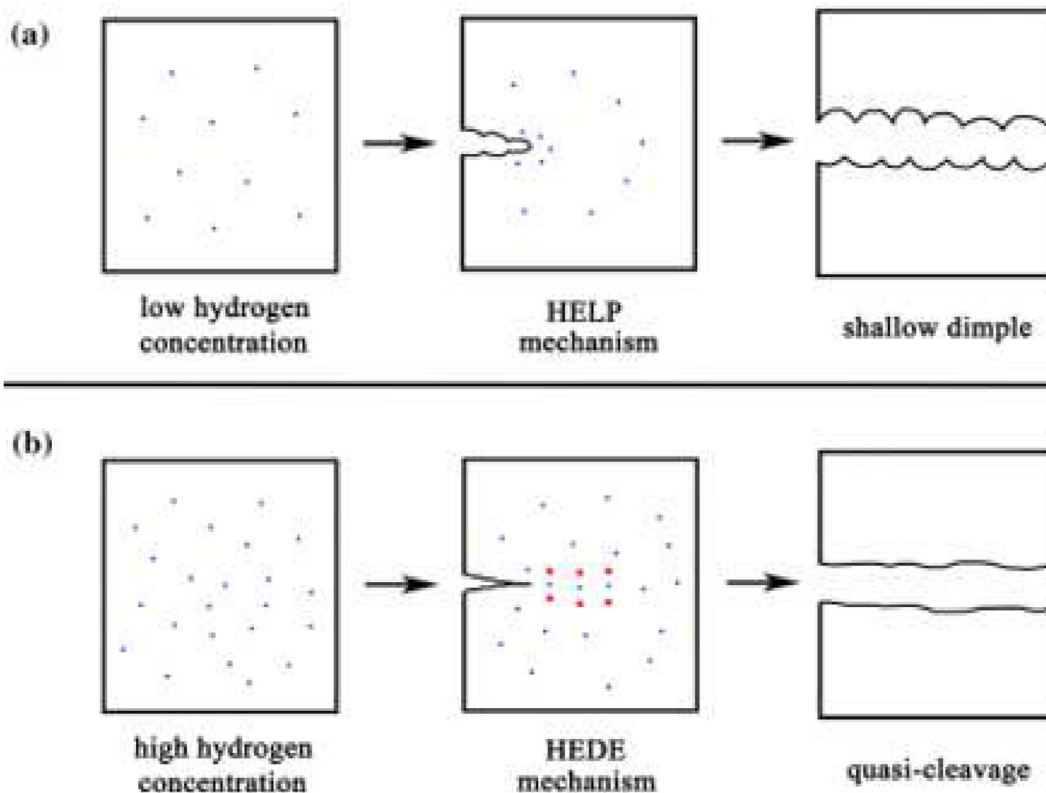 (a)
low hydrogen
concentration
HELP
mechanism
shallow dimple
(b)
high hydrogen
concentration
HEDE
mechanism
quasi-cleavage